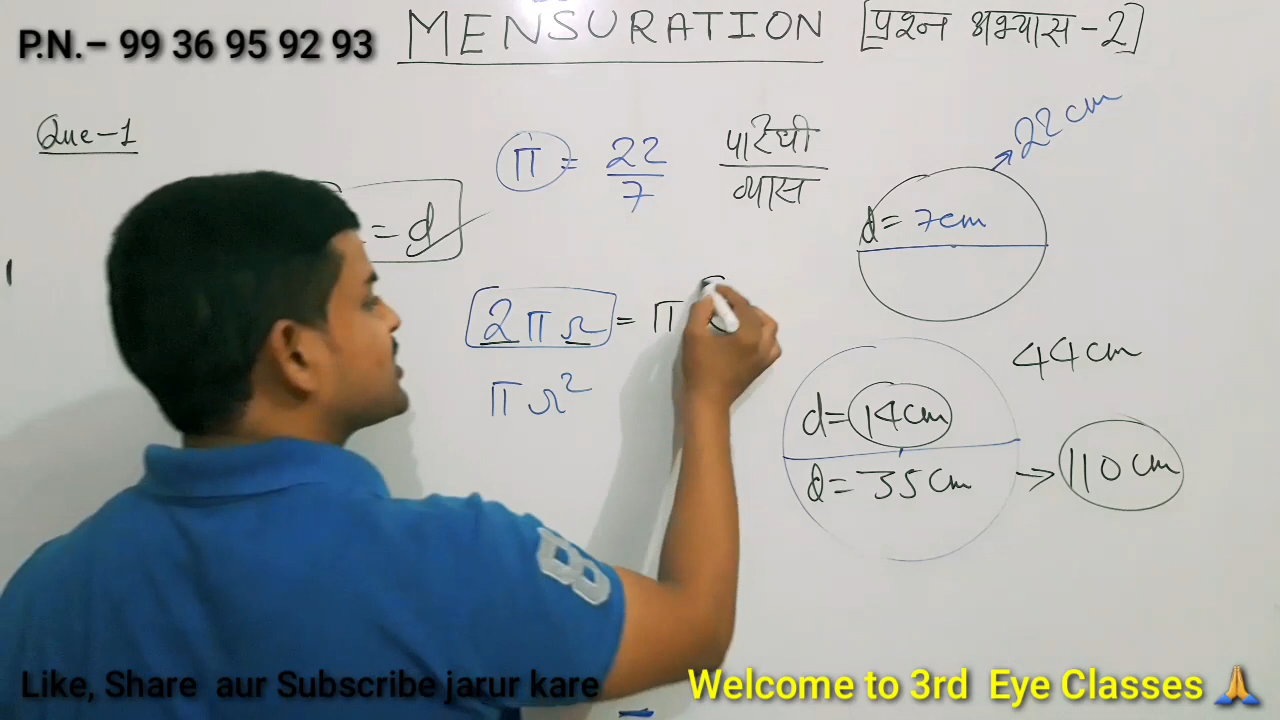 P.N.– 99 36 95 92 93
MENSURATION [प्रश्न अभ्यास -2]
Que-1
π = 22/7
परिधी/व्यास
22 cm
d = 7cm
= d
2πr = π
πr²
44 cm
d = 14cm
d = 35 cm → 110 cm
Like, Share aur Subscribe jarur kare
Welcome to 3rd Eye Classes 🙏